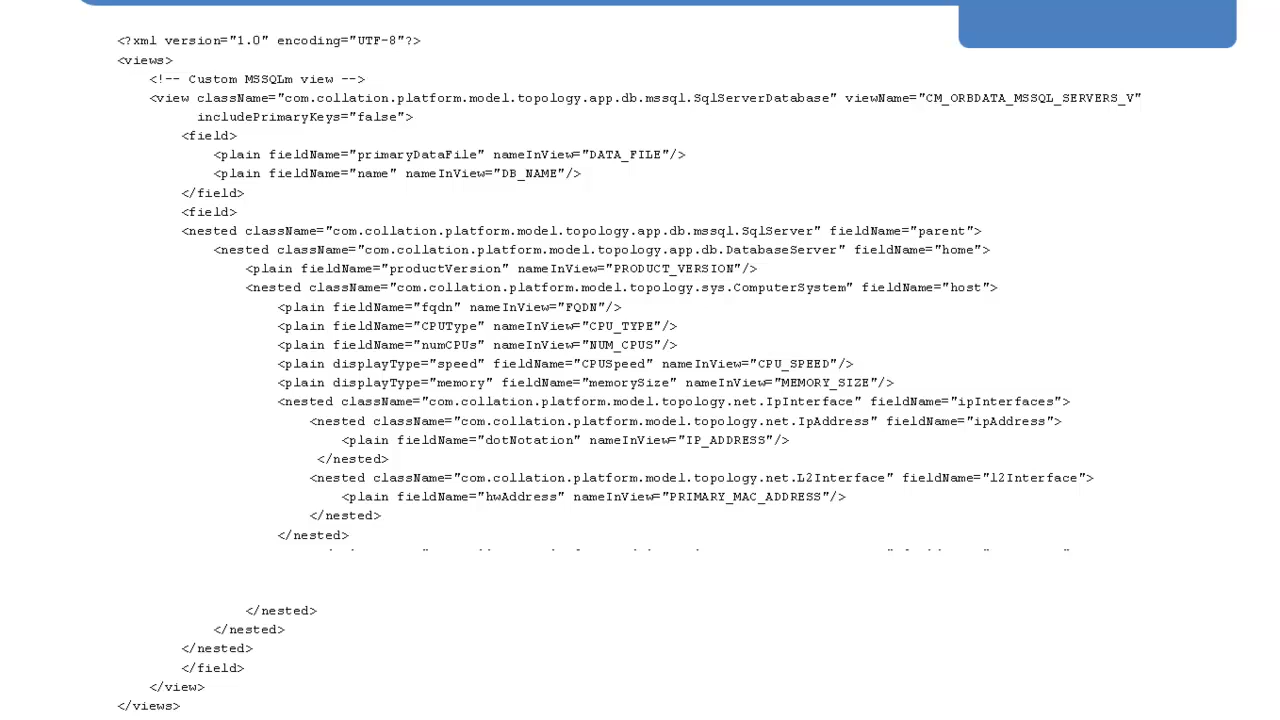 <?xml version="1.0" encoding="UTF-8"?>
<views>
<!-- Custom MSSQLm view -->
<view className="com.collation.platform.model.topology.app.db.mssql.SqlServerDatabase" viewName="CM_ORBDATA_MSSQL_SERVERS_V"
includePrimaryKeys="false">
<field>
<plain fieldName="primaryDataFile" nameInView="DATA_FILE"/>
<plain fieldName="name" nameInView="DB_NAME"/>
</field>
<field>
<nested className="com.collation.platform.model.topology.app.db.mssql.SqlServer" fieldName="parent">
<nested className="com.collation.platform.model.topology.app.db.DatabaseServer" fieldName="home">
<plain fieldName="productVersion" nameInView="PRODUCT_VERSION"/>
<nested className="com.collation.platform.model.topology.sys.ComputerSystem" fieldName="host">
<plain fieldName="fqdn" nameInView="FQDN"/>
<plain fieldName="CPUType" nameInView="CPU_TYPE"/>
<plain fieldName="numCPUs" nameInView="NUM_CPUS"/>
<plain displayType="speed" fieldName="CPUSpeed" nameInView="CPU_SPEED"/>
<plain displayType="memory" fieldName="memorySize" nameInView="MEMORY_SIZE"/>
<nested className="com.collation.platform.model.topology.net.IpInterface" fieldName="ipInterfaces">
<nested className="com.collation.platform.model.topology.net.IpAddress" fieldName="ipAddress">
<plain fieldName="dotNotation" nameInView="IP_ADDRESS"/>
</nested>
<nested className="com.collation.platform.model.topology.net.L2Interface" fieldName="l2Interface">
<plain fieldName="hwAddress" nameInView="PRIMARY_MAC_ADDRESS"/>
</nested>
</nested>
</nested>
</nested>
</nested>
</field>
</view>
</views>